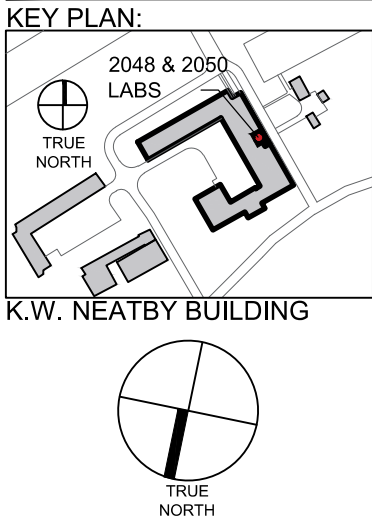 KEY PLAN:
2048 & 2050
LABS
TRUE
NORTH
K.W. NEATBY BUILDING
TRUE
NORTH